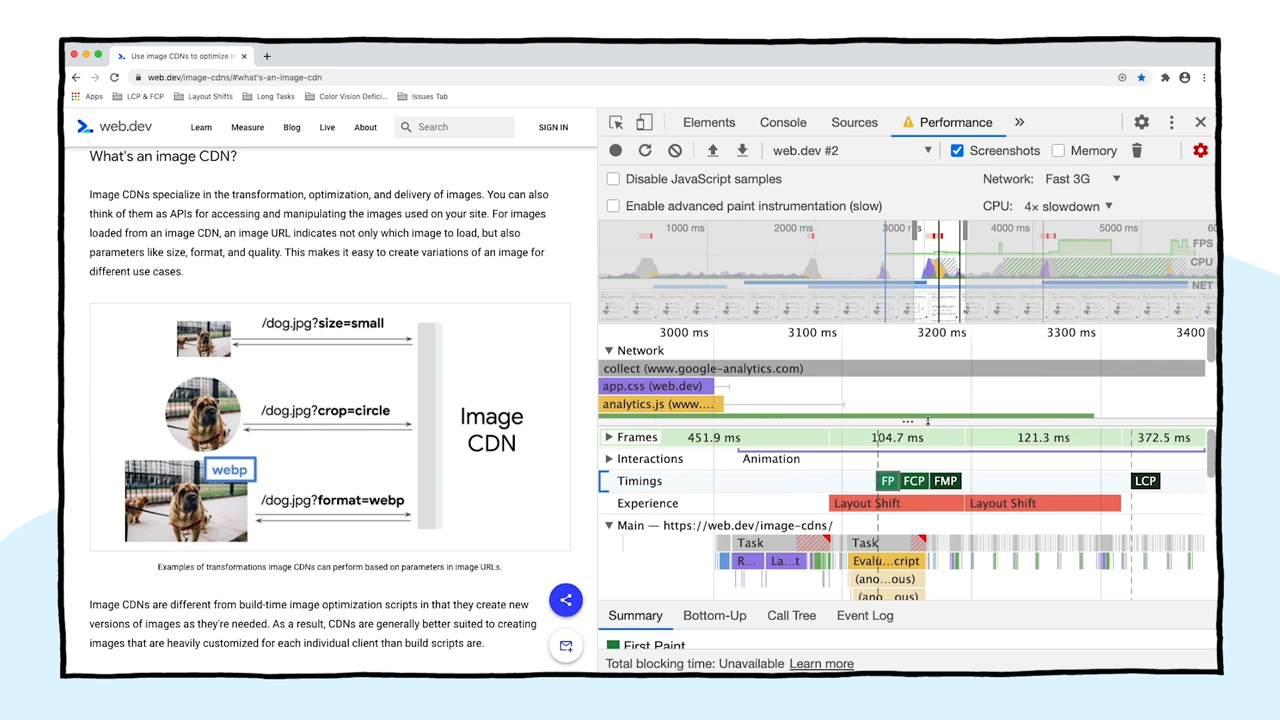 Use image CDNs to optimize i
web.dev/image-cdns/#what's-an-image-cdn
Apps LCP & FCP Layout Shifts Long Tasks Color Vision Defici... Issues Tab
web.dev Learn Measure Blog Live About Search SIGN IN
What's an image CDN?
Image CDNs specialize in the transformation, optimization, and delivery of images. You can also
think of them as APIs for accessing and manipulating the images used on your site. For images
loaded from an image CDN, an image URL indicates not only which image to load, but also
parameters like size, format, and quality. This makes it easy to create variations of an image for
different use cases.
/dog.jpg?size=small
/dog.jpg?crop=circle
webp
/dog.jpg?format=webp
Image
CDN
Examples of transformations image CDNs can perform based on parameters in image URLs.
Image CDNs are different from build-time image optimization scripts in that they create new
versions of images as they're needed. As a result, CDNs are generally better suited to creating
images that are heavily customized for each individual client than build scripts are.
Elements Console Sources Performance
web.dev #2 Screenshots Memory
Disable JavaScript samples Network: Fast 3G
Enable advanced paint instrumentation (slow) CPU: 4x slowdown
1000 ms 2000 ms 3000 ms 4000 ms 5000 ms 60
FPS
CPU
NET
3000 ms 3100 ms 3200 ms 3300 ms 3400
Network
collect (www.google-analytics.com)
app.css (web.dev)
analytics.js (www....
Frames 451.9 ms 104.7 ms 121.3 ms 372.5 ms
Interactions Animation
Timings FP FCP FMP LCP
Experience Layout Shift Layout Shift
Main — https://web.dev/image-cdns/
Task Task
R... La...t Evalu...cript
(ano...ous)
(ano...ous)
Summary Bottom-Up Call Tree Event Log
First Paint
Total blocking time: Unavailable Learn more